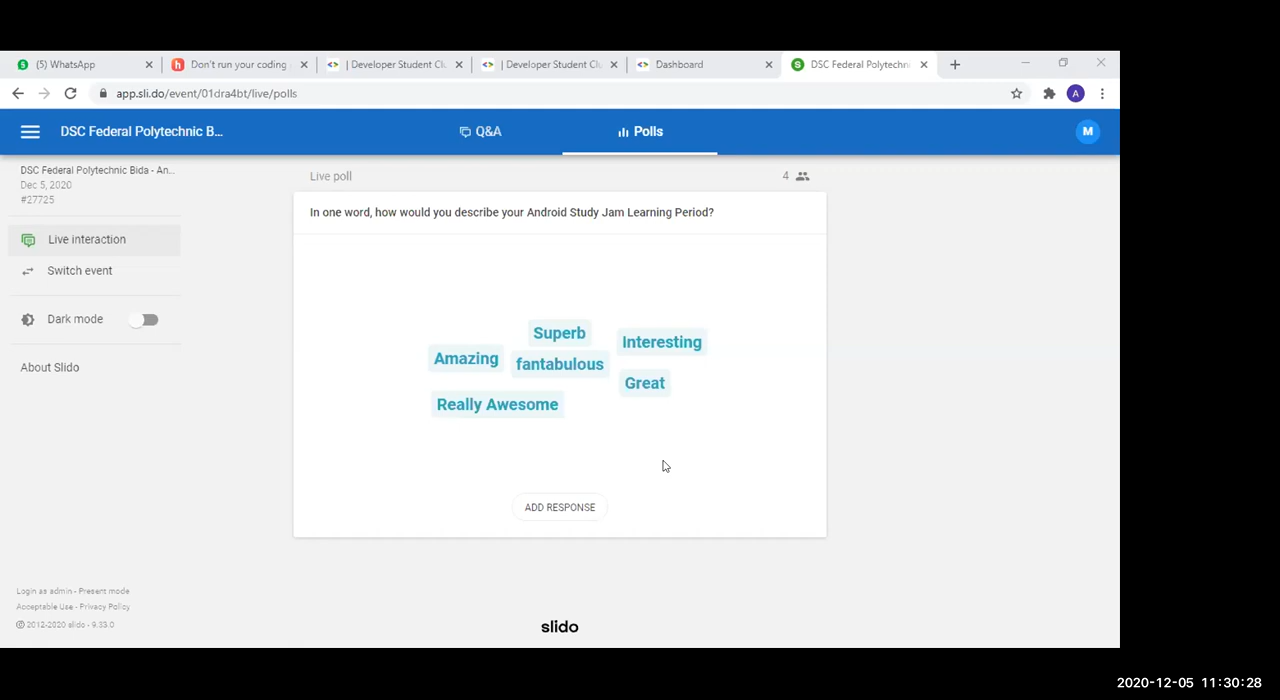 (5) WhatsApp
Don't run your coding
| Developer Student Clu
| Developer Student Clu
Dashboard
DSC Federal Polytechni
app.sli.do/event/01dra4bt/live/polls
A
DSC Federal Polytechnic B...
Q&A
Polls
M
DSC Federal Polytechnic Bida - An...
Dec 5, 2020
#27725
Live interaction
Switch event
Dark mode
About Slido
Live poll
4
In one word, how would you describe your Android Study Jam Learning Period?
Superb
Interesting
Amazing
fantabulous
Great
Really Awesome
ADD RESPONSE
Login as admin - Present mode
Acceptable Use - Privacy Policy
© 2012-2020 slido - 9.33.0
slido
2020-12-05 11:30:28